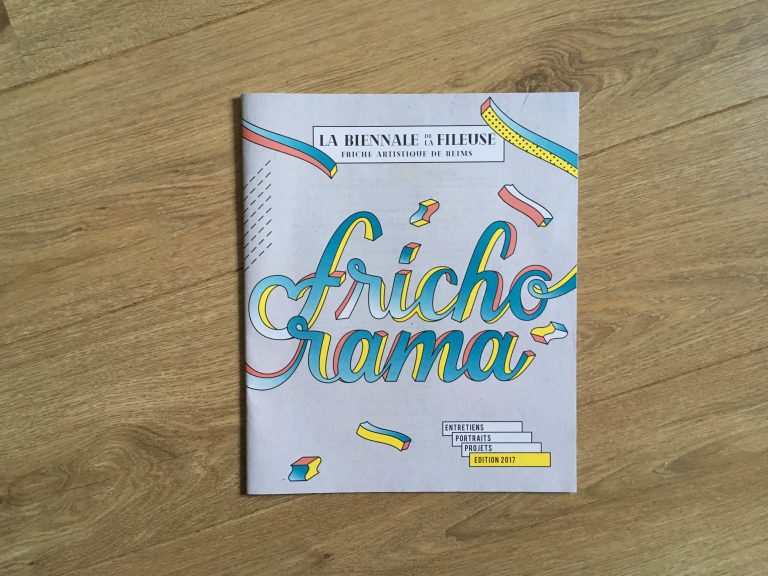 LA BIENNALE DE LA FILEUSE
FRICHE ARTISTIQUE DE REIMS
fricho
rama
ENTRETIENS
PORTRAITS
PROJETS
EDITION 2017